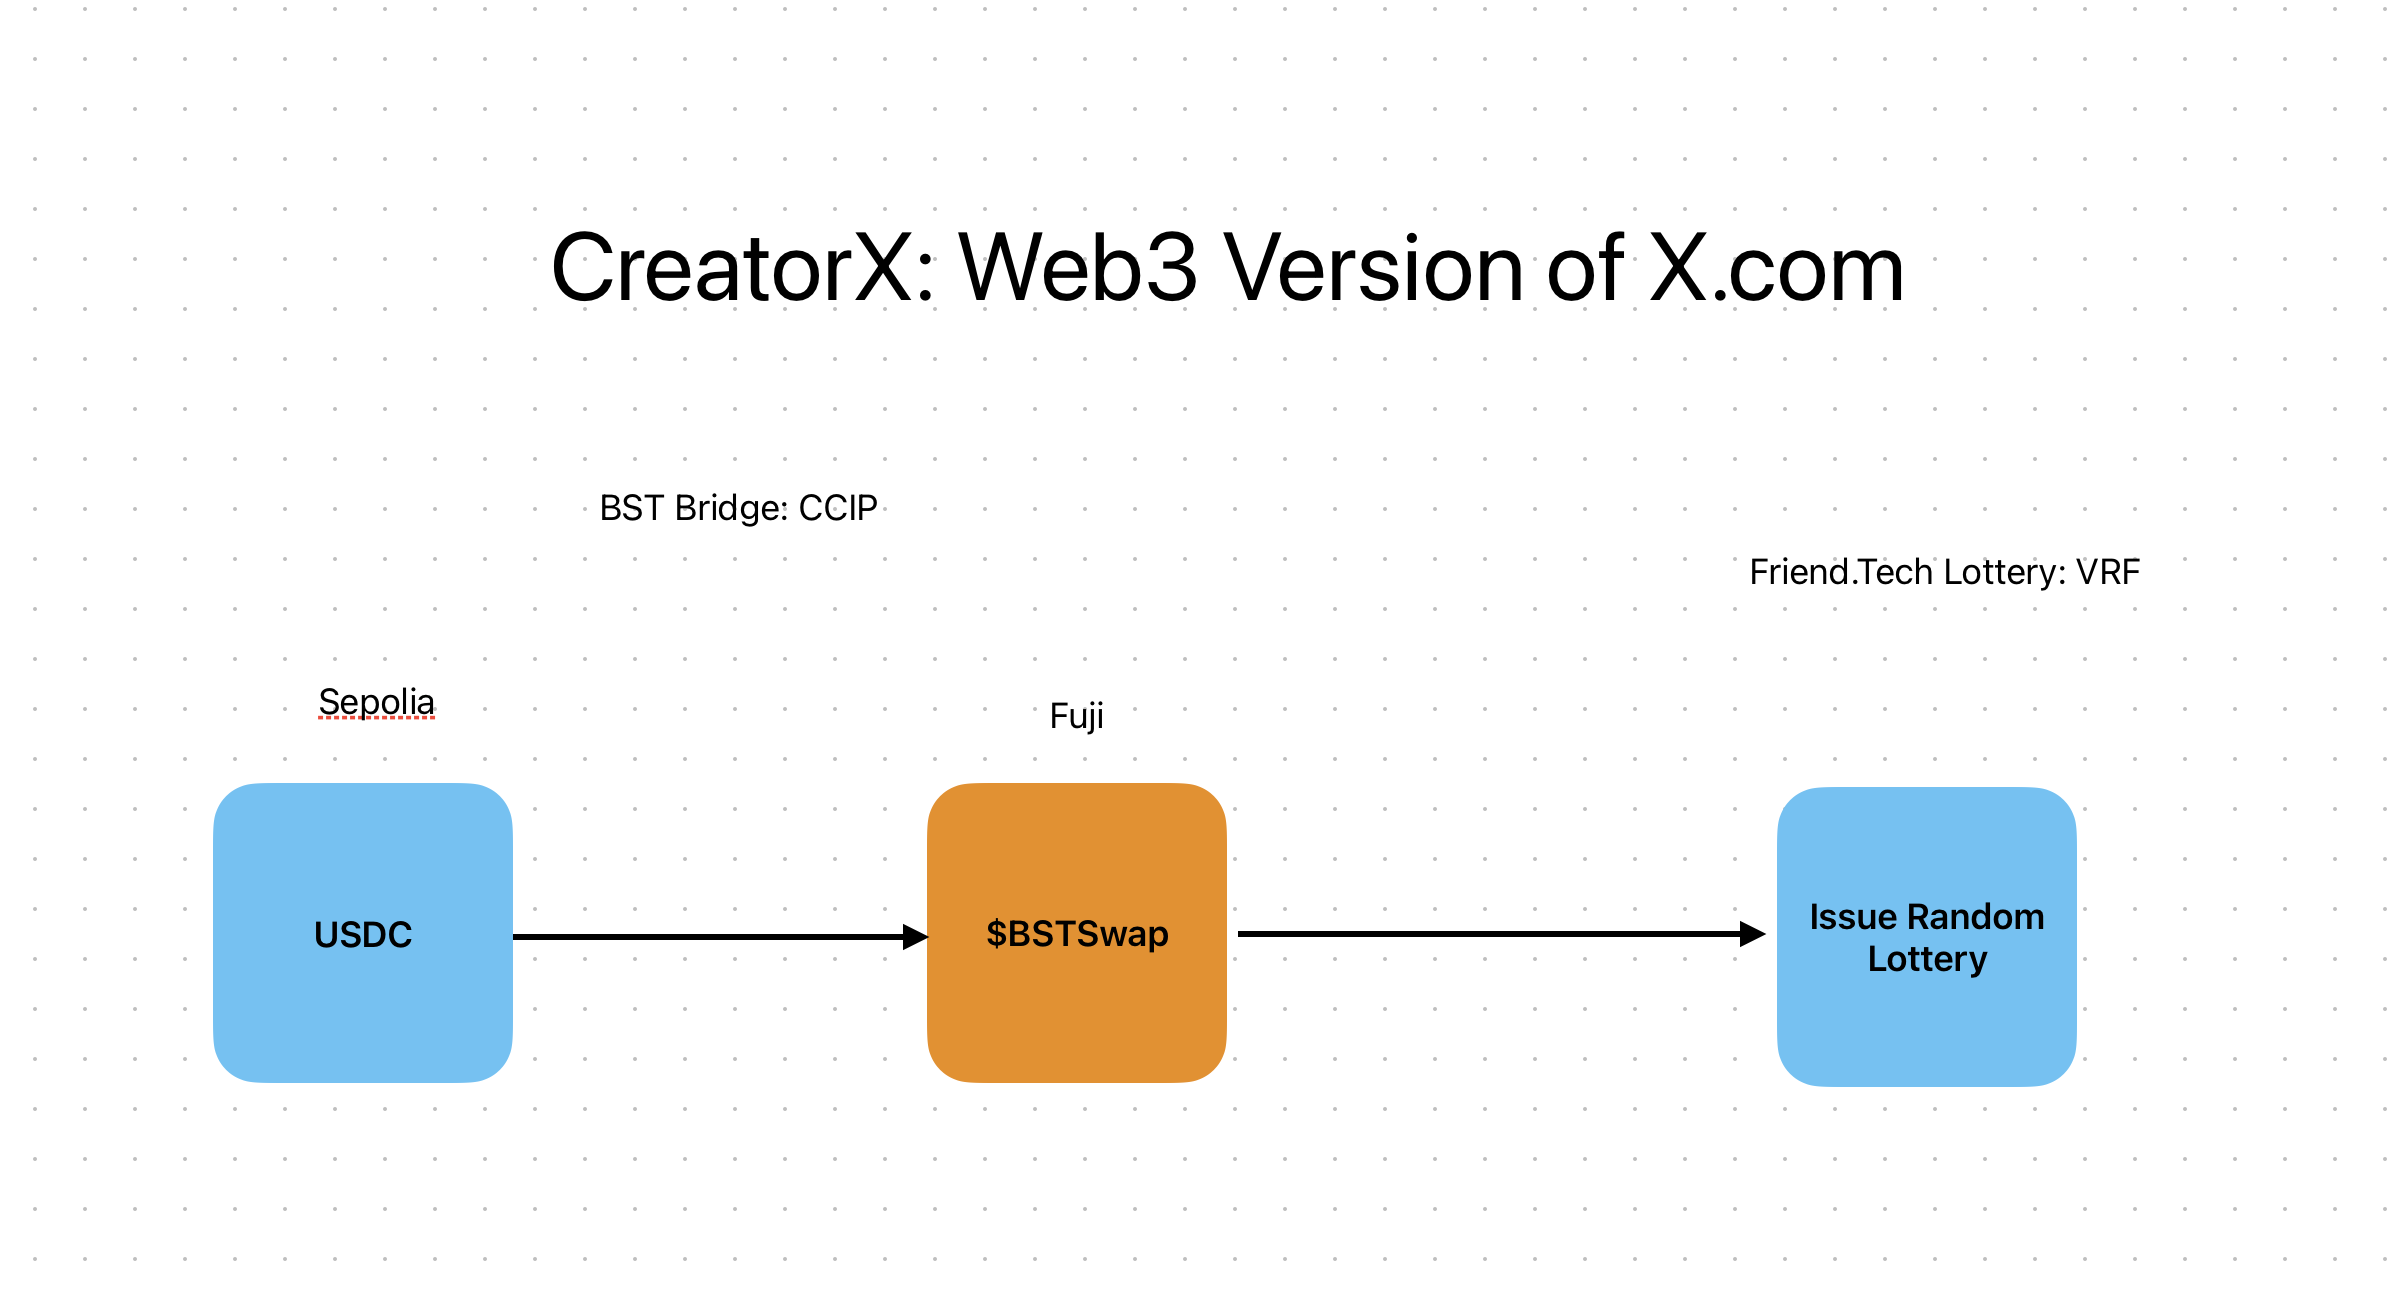 CreatorX: Web3 Version of X.com
BST Bridge: CCIP
Friend.Tech Lottery: VRF
Sepolia
Fuji
USDC
$BSTSwap
Issue Random
Lottery